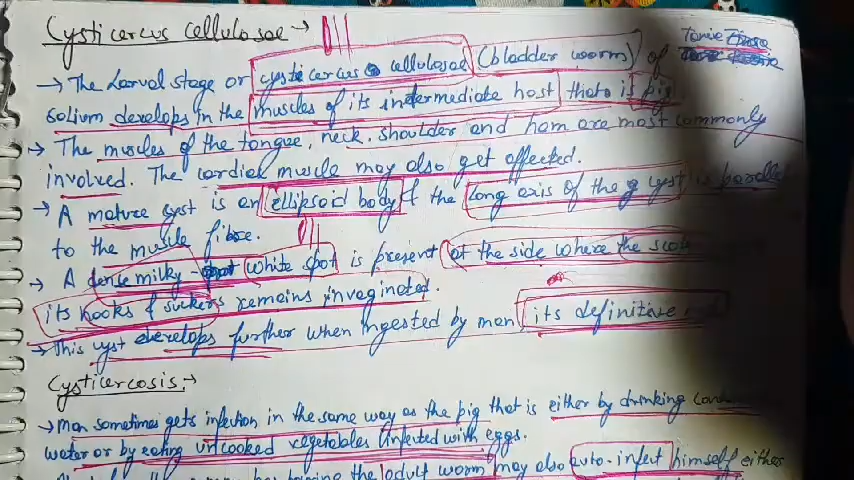 Cysticercus cellulosae →
Taenia
→ The Larval stage or cysticercus cellulosae (bladder worm) of
solium develops in the muscles of its intermediate host thato is pig
→ The muscles of the tongue, neck, shoulder and ham are most commonly
involved. The cardiac muscle may also get affected.
→ A mature cyst is an ellipsoid body & the long axis of the cyst is parallel
to the muscle fibre.
→ A dense milky-white spot is present at the side where the
its hooks & suckers remains invaginated.
→ This cyst develops further when ingested by man its definitive
Cysticercosis :→
→ Man sometimes gets infection in the same way as the pig that is either by drinking
water or by eating uncooked vegetables infected with eggs.
the adult worm may also auto-infect himself either